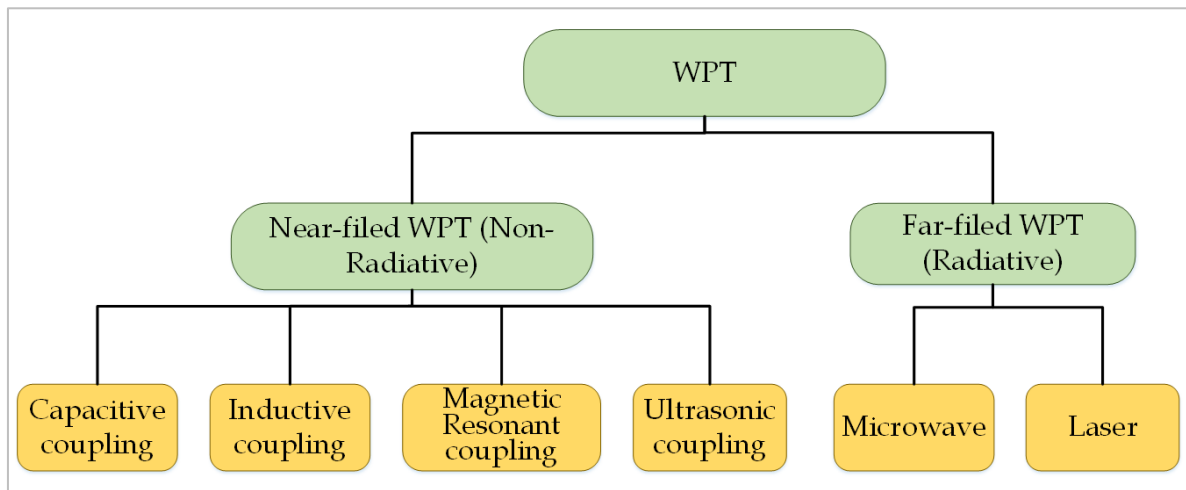 WPT
Near-filed WPT (Non-
Radiative)
Far-filed WPT
(Radiative)
Capacitive
coupling
Inductive
coupling
Magnetic
Resonant
coupling
Ultrasonic
coupling
Microwave
Laser